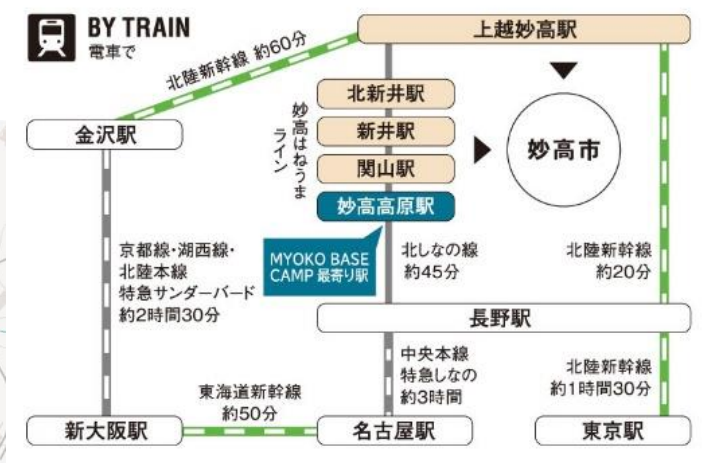 BY TRAIN
電車で
上越妙高駅
北陸新幹線 約60分
北新井駅
新井駅
関山駅
妙高高原駅
妙高はねうま
ライン
妙高市
金沢駅
MYOKO BASE
CAMP 最寄り駅
京都線・湖西線・
北陸本線
特急サンダーバード
約2時間30分
北しなの線
約45分
北陸新幹線
約20分
長野駅
中央本線
特急しなの
約3時間
北陸新幹線
約1時間30分
東海道新幹線
約50分
新大阪駅
名古屋駅
東京駅